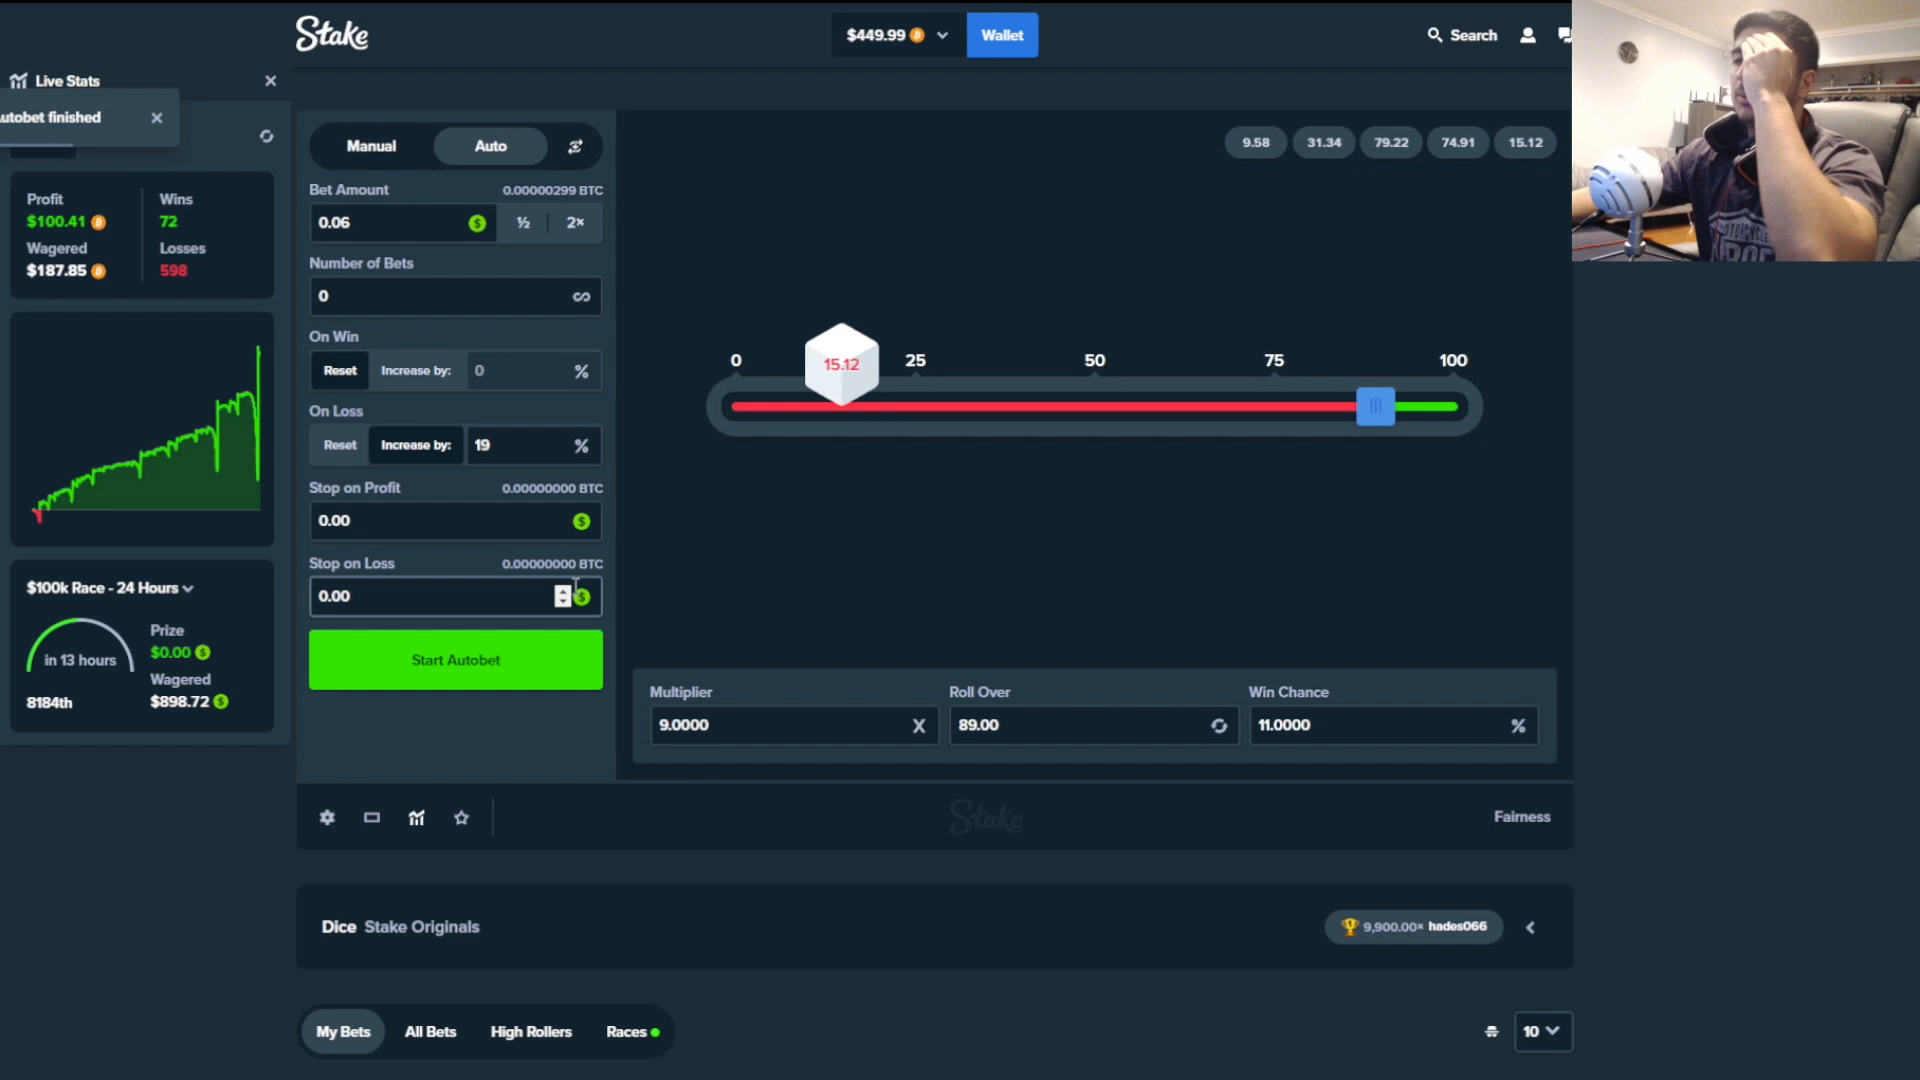 Stake
$449.99
Wallet
Search
Live Stats
utobet finished
Profit
$100.41
Wins
72
Wagered
$187.85
Losses
598
$100k Race - 24 Hours
in 13 hours
8184th
Prize
$0.00
Wagered
$898.72
Manual
Auto
Bet Amount
0.00000299 BTC
0.06
½
2×
Number of Bets
0
On Win
Reset
Increase by:
0
%
On Loss
Reset
Increase by:
19
%
Stop on Profit
0.00000000 BTC
0.00
Stop on Loss
0.00000000 BTC
0.00
Start Autobet
9.58
31.34
79.22
74.91
15.12
0
15.12
25
50
75
100
Multiplier
9.0000
Roll Over
89.00
Win Chance
11.0000
%
Stake
Fairness
Dice Stake Originals
9,900.00× hades066
My Bets
All Bets
High Rollers
Races
10